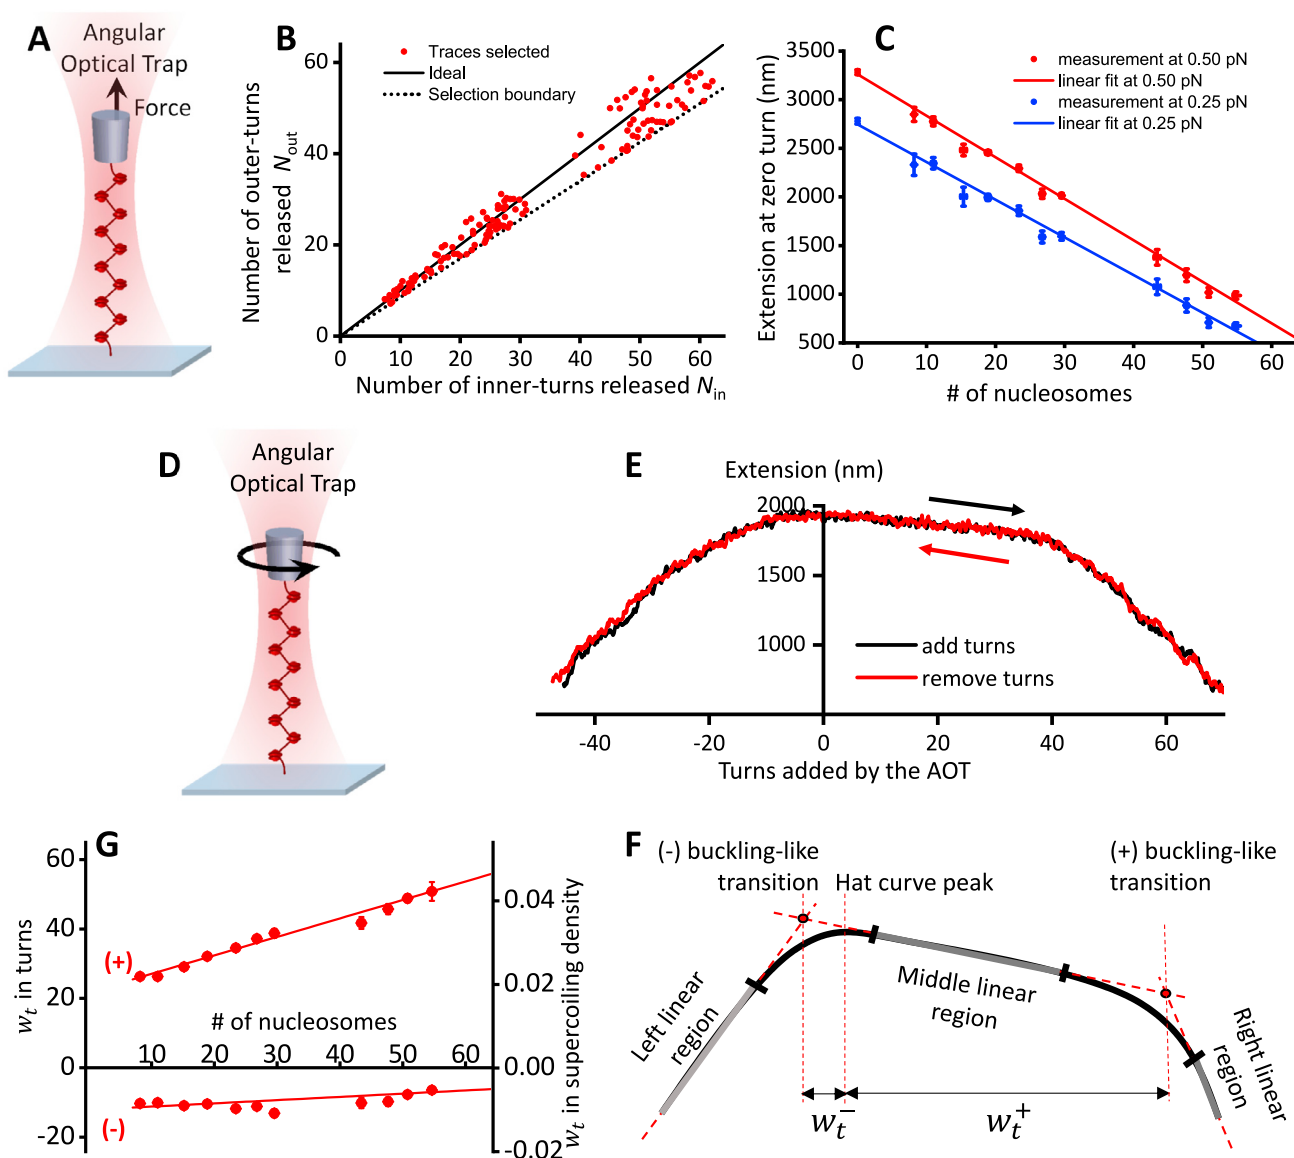 A
Angular
Optical Trap
Force
B
Traces selected
Ideal
Selection boundary
Number of outer-turns
released N_out
60
40
20
0
0 10 20 30 40 50 60
Number of inner-turns released N_in
C
measurement at 0.50 pN
linear fit at 0.50 pN
measurement at 0.25 pN
linear fit at 0.25 pN
Extension at zero turn (nm)
3500
3000
2500
2000
1500
1000
500
0 10 20 30 40 50 60
# of nucleosomes
D
Angular
Optical Trap
E
Extension (nm)
2000
1500
1000
add turns
remove turns
-40 -20 0 20 40 60
Turns added by the AOT
G
w_t in turns
60
40
20
0
-20
(+)
(-)
# of nucleosomes
10 20 30 40 50 60
0.04
0.02
0.00
-0.02
w_t in supercoiling density
F
(-) buckling-like
transition
Hat curve peak
(+) buckling-like
transition
Left linear
region
Middle linear
region
Right linear
region
w_t^-
w_t^+